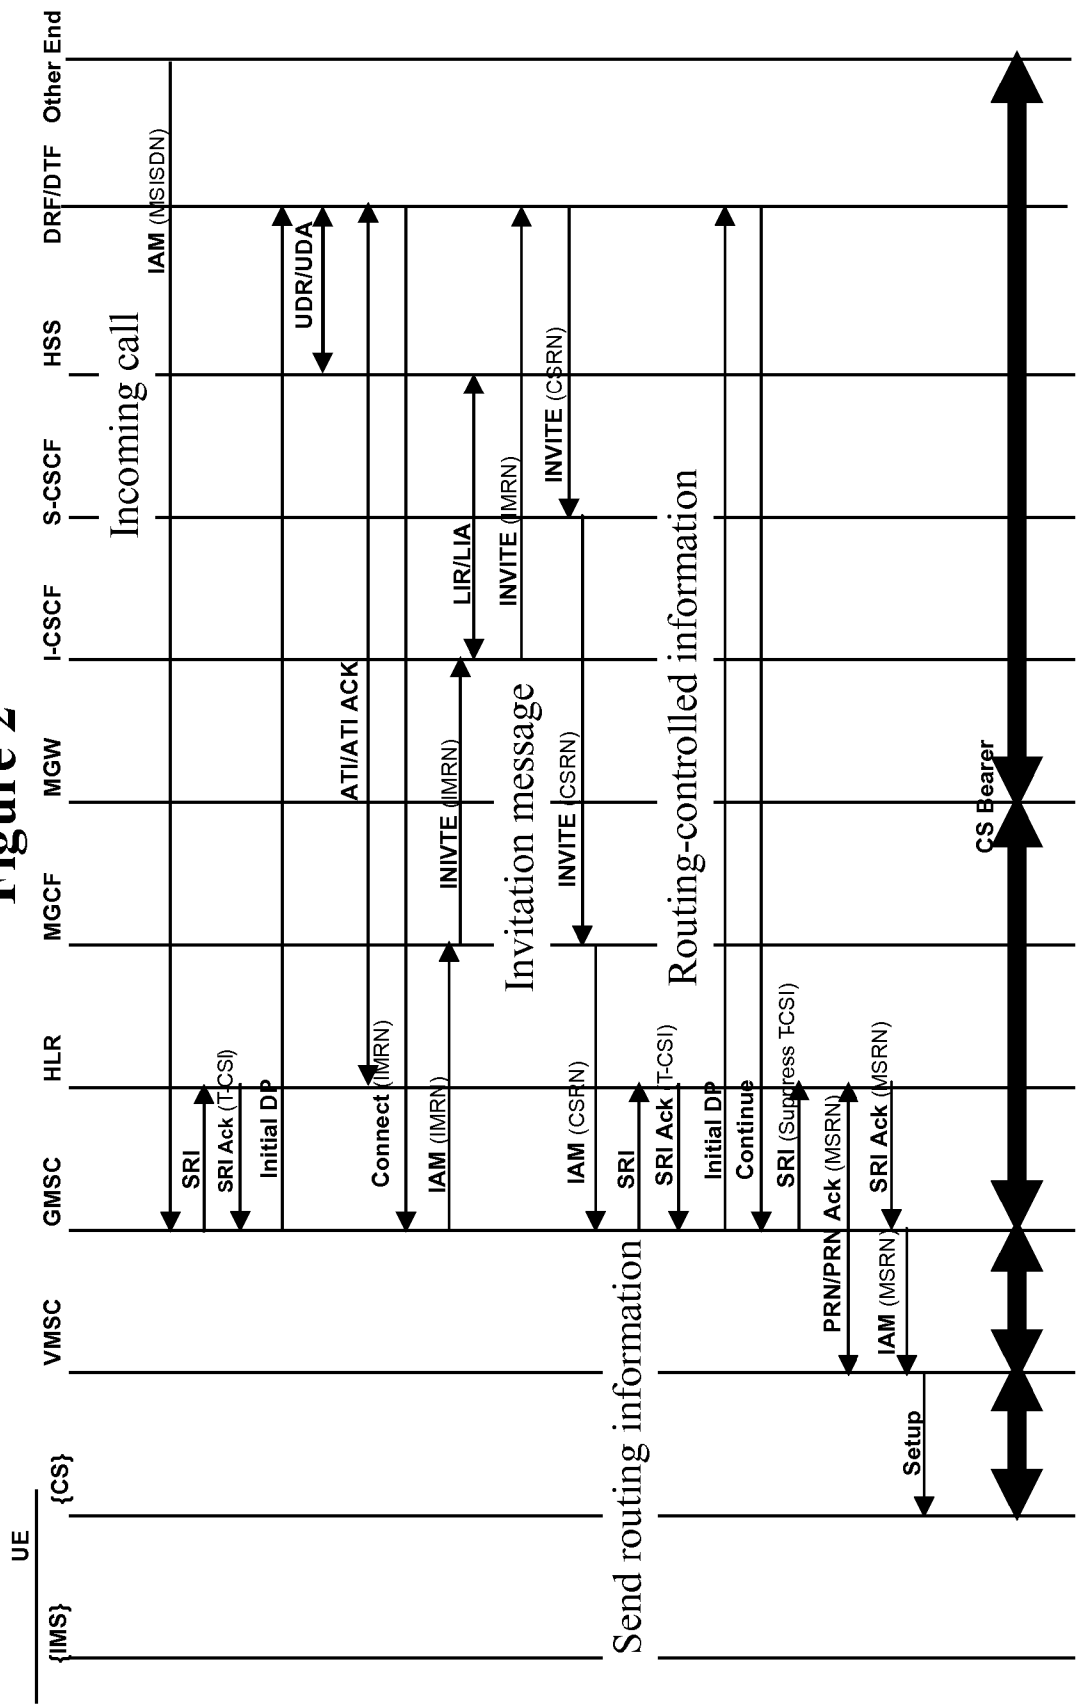 Figure 2
UE
{IMS}
{CS}
VMSC
GMSC
HLR
MGCF
MGW
I-CSCF
S-CSCF
HSS
DRF/DTF
Other End
Incoming call
IAM (MSISDN)
SRI
SRI Ack (T-CSI)
Initial DP
UDR/UDA
ATI/ATI ACK
Connect (IMRN)
IAM (IMRN)
INIVTE (IMRN)
LIR/LIA
INVITE (IMRN)
Invitation message
INVITE (CSRN)
INVITE (CSRN)
IAM (CSRN)
Send routing information
SRI
SRI Ack (T-CSI)
Routing-controlled information
Initial DP
Continue
SRI (Suppress T-CSI)
PRN/PRN Ack (MSRN)
SRI Ack (MSRN)
IAM (MSRN)
Setup
CS Bearer